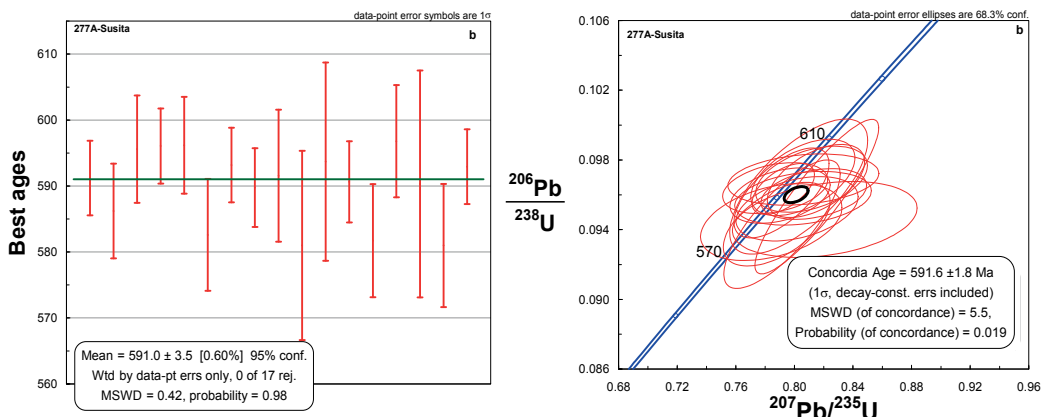 data-point error symbols are 1σ
277A-Susita
b
610
600
590
580
570
560
Best ages
Mean = 591.0 ± 3.5 [0.60%] 95% conf.
Wtd by data-pt errs only, 0 of 17 rej.
MSWD = 0.42, probability = 0.98
data-point error ellipses are 68.3% conf.
277A-Susita
b
0.106
0.102
0.098
0.094
0.090
0.086
206Pb
238U
610
570
Concordia Age = 591.6 ±1.8 Ma
(1σ, decay-const. errs included)
MSWD (of concordance) = 5.5,
Probability (of concordance) = 0.019
0.68 0.72 0.76 0.80 0.84 0.88 0.92 0.96
207Pb/235U